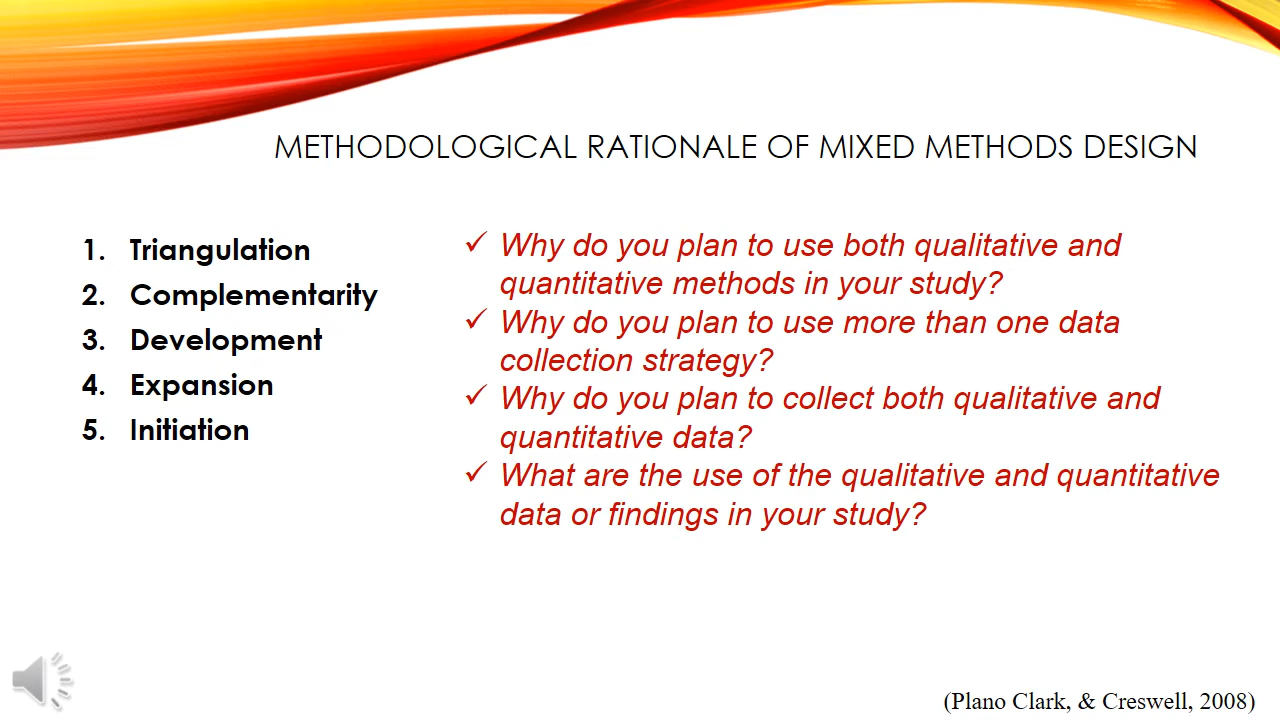 METHODOLOGICAL RATIONALE OF MIXED METHODS DESIGN
1. Triangulation
2. Complementarity
3. Development
4. Expansion
5. Initiation
✓ Why do you plan to use both qualitative and
quantitative methods in your study?
✓ Why do you plan to use more than one data
collection strategy?
✓ Why do you plan to collect both qualitative and
quantitative data?
✓ What are the use of the qualitative and quantitative
data or findings in your study?
(Plano Clark, & Creswell, 2008)